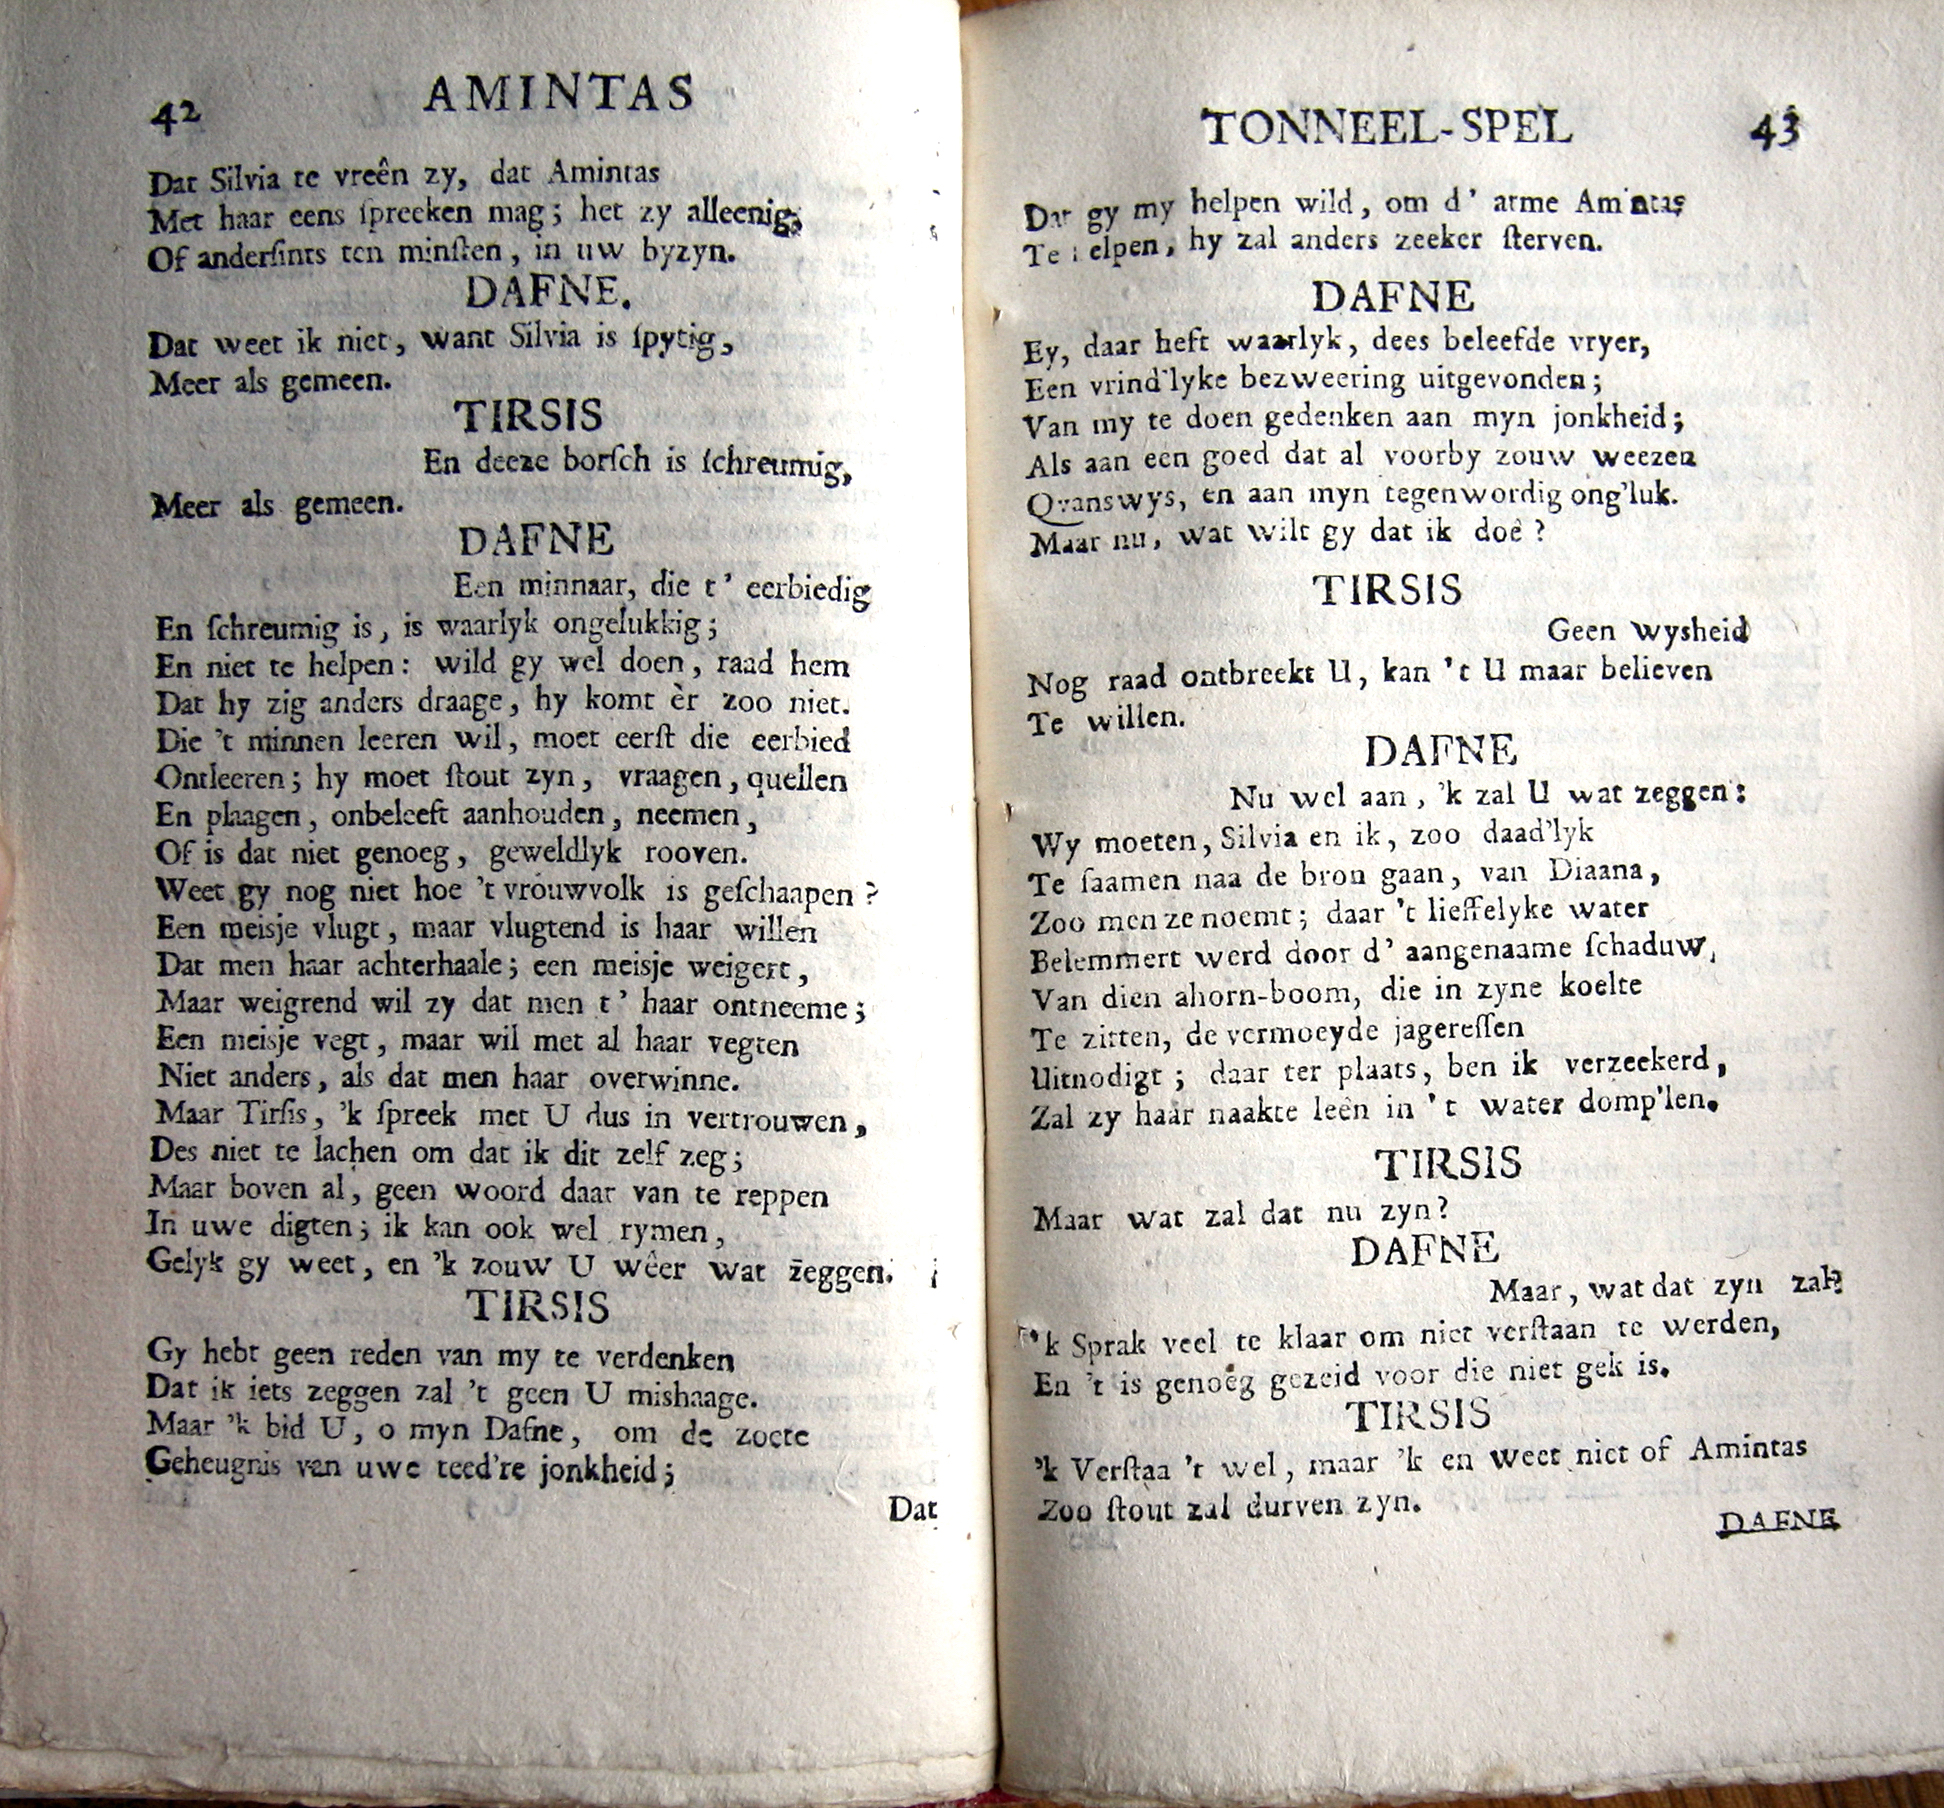 42 AMINTAS
Dat Silvia te vreên zy, dat Amintas
Met haar eens ſpreeken mag; het zy alleenig,
Of anderſints ten minſten, in uw byzyn.
DAFNE.
Dat weet ik niet, want Silvia is ſpytig,
Meer als gemeen.
TIRSIS
En deeze borſch is ſchreumig,
Meer als gemeen.
DAFNE
Een minnaar, die t' eerbiedig
En ſchreumig is, is waarlyk ongelukkig;
En niet te helpen: wild gy wel doen, raad hem
Dat hy zig anders draage, hy komt èr zoo niet.
Die 't minnen leeren wil, moet eerſt die eerbied
Ontleeren; hy moet ſtout zyn, vraagen, quellen
En plaagen, onbeleeft aanhouden, neemen,
Of is dat niet genoeg, geweldlyk rooven.
Weet gy nog niet hoe 't vrouwvolk is geſchaapen?
Een meisje vlugt, maar vlugtend is haar willen
Dat men haar achterhaale; een meisje weigert,
Maar weigrend wil zy dat men t' haar ontneeme;
Een meisje vegt, maar wil met al haar vegten
Niet anders, als dat men haar overwinne.
Maar Tirſis, 'k ſpreek met U dus in vertrouwen,
Des niet te lachen om dat ik dit zelf zeg;
Maar boven al, geen woord daar van te reppen
In uwe digten; ik kan ook wel rymen,
Gelyk gy weet, en 'k zouw U wêer wat zeggen.
TIRSIS
Gy hebt geen reden van my te verdenken
Dat ik iets zeggen zal 't geen U mishaage.
Maar 'k bid U, o myn Dafne, om de zoete
Geheugnis van uwe teed're jonkheid;
Dat
TONNEEL-SPEL 43
Dat gy my helpen wild, om d' arme Amintas
Te helpen, hy zal anders zeeker ſterven.
DAFNE
Ey, daar heft waarlyk, dees beleefde vryer,
Een vrind'lyke bezweering uitgevonden;
Van my te doen gedenken aan myn jonkheid;
Als aan een goed dat al voorby zouw weezen
Qvanswys, en aan myn tegenwordig ong'luk.
Maar nu, wat wilt gy dat ik doe?
TIRSIS
Geen wysheid
Nog raad ontbreekt U, kan 't U maar believen
Te willen.
DAFNE
Nu wel aan, 'k zal U wat zeggen:
Wy moeten, Silvia en ik, zoo daad'lyk
Te ſaamen naa de bron gaan, van Diaana,
Zoo men ze noemt; daar 't lieffelyke water
Belemmert werd door d' aangenaame ſchaduw,
Van dien ahorn-boom, die in zyne koelte
Te zitten, de vermoeyde jagereſſen
Uitnodigt; daar ter plaats, ben ik verzeekerd,
Zal zy haar naakte leên in 't water domp'len.
TIRSIS
Maar wat zal dat nu zyn?
DAFNE
Maar, wat dat zyn zal?
'k Sprak veel te klaar om niet verſtaan te werden,
En 't is genoeg gezeid voor die niet gek is.
TIRSIS
'k Verſtaa 't wel, maar 'k en weet niet of Amintas
Zoo ſtout zal durven zyn.
DAFNE